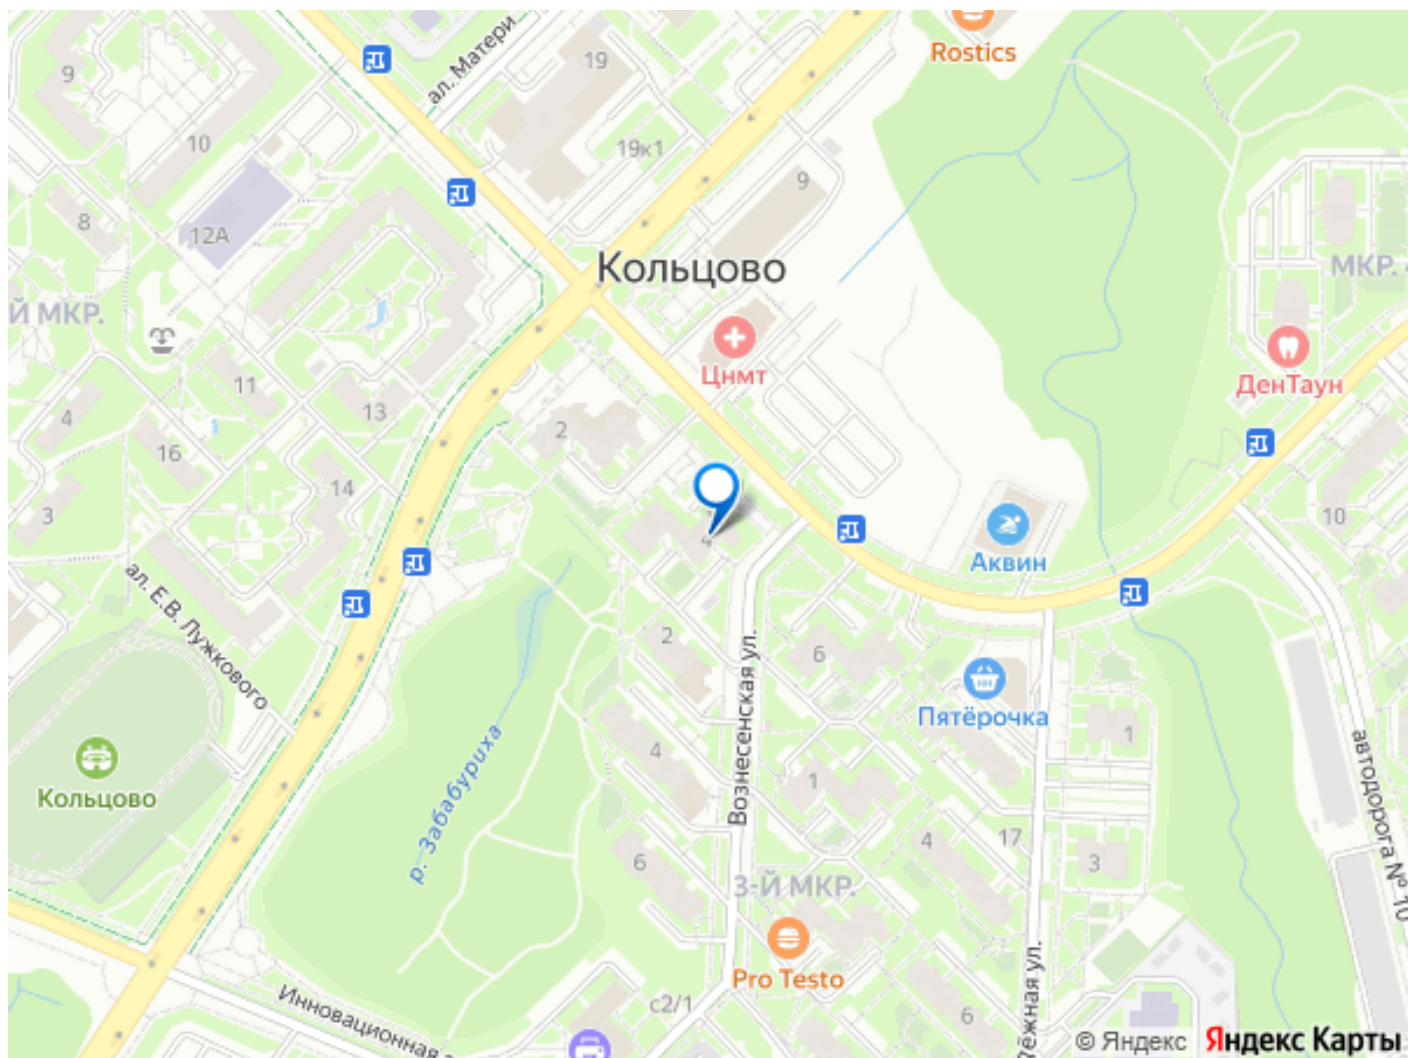 Rostics
ал. Матери
19
9
10
19к1
9
8
12А
Кольцово
МКР.
Й МКР.
Цнмт
ДенТаун
11
13
4
2
16
14
3
10
Аквин
ал. Е.В. Лужкового
2
6
Вознесенская ул.
Пятёрочка
1
4
1
Кольцово
р. Забабуриха
автодорога № 10
4
17
6
3
3-Й МКР.
Pro Testo
с2/1
6
Инновационная
ёжная ул.
© Яндекс Яндекс Карты